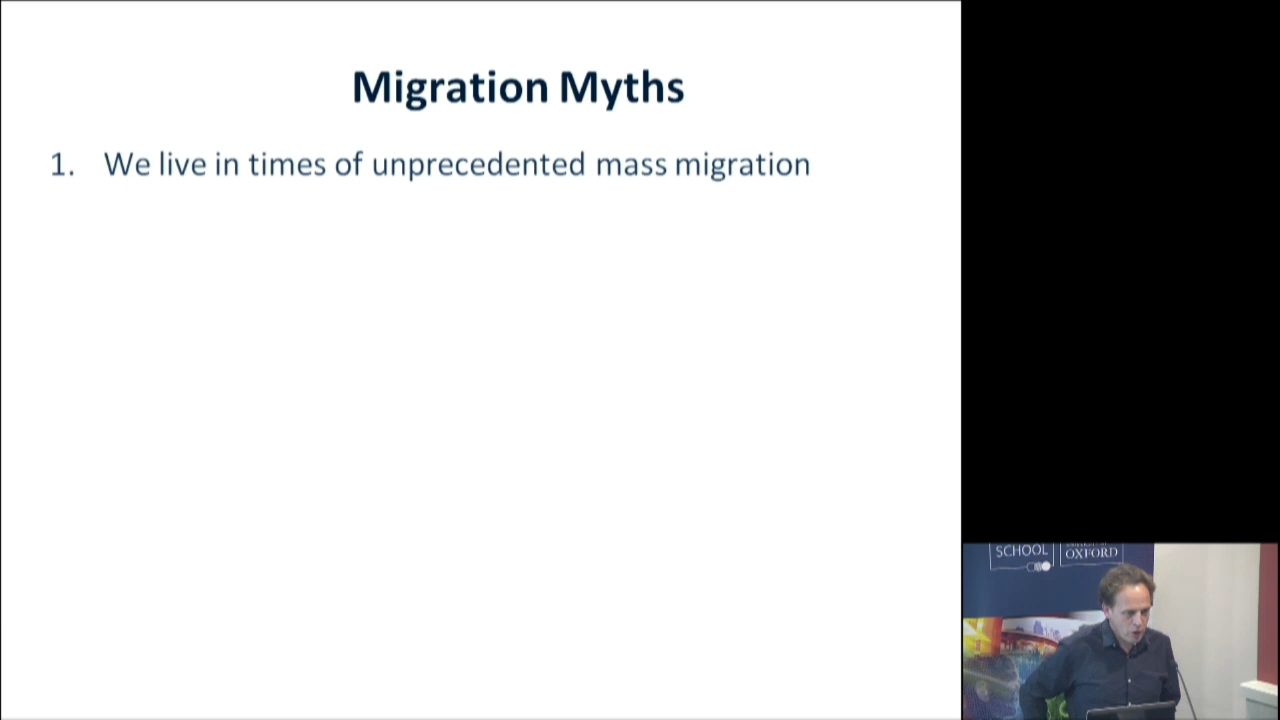 Migration Myths
1. We live in times of unprecedented mass migration
SCHOOL
OXFORD